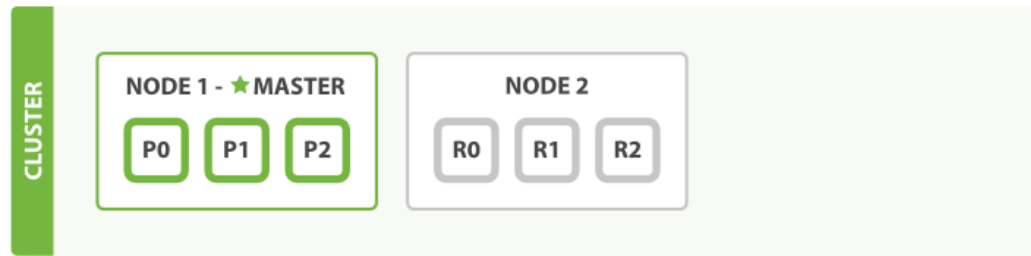 CLUSTER
NODE 1 - ★ MASTER
P0 P1 P2
NODE 2
R0 R1 R2